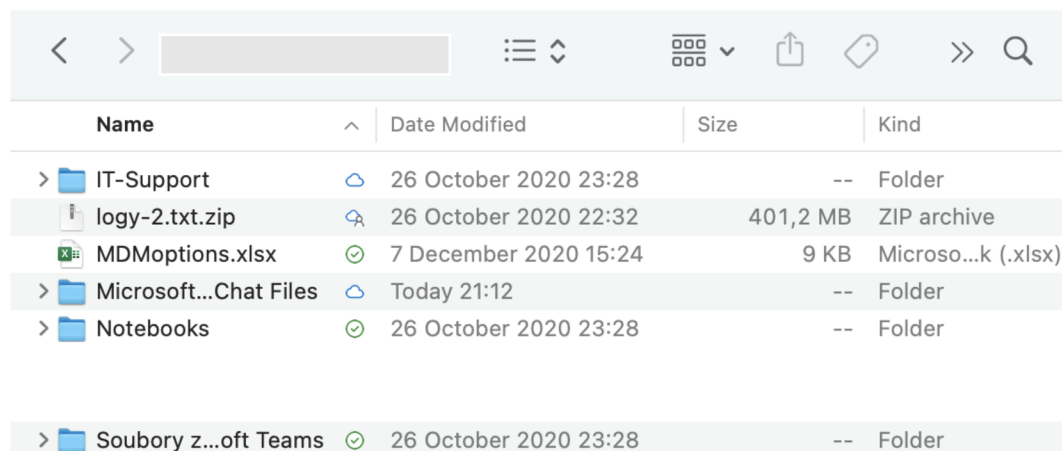 Name Date Modified Size Kind
IT-Support 26 October 2020 23:28 -- Folder
logy-2.txt.zip 26 October 2020 22:32 401,2 MB ZIP archive
MDMoptions.xlsx 7 December 2020 15:24 9 KB Microso...k (.xlsx)
Microsoft...Chat Files Today 21:12 -- Folder
Notebooks 26 October 2020 23:28 -- Folder
Soubory z...oft Teams 26 October 2020 23:28 -- Folder